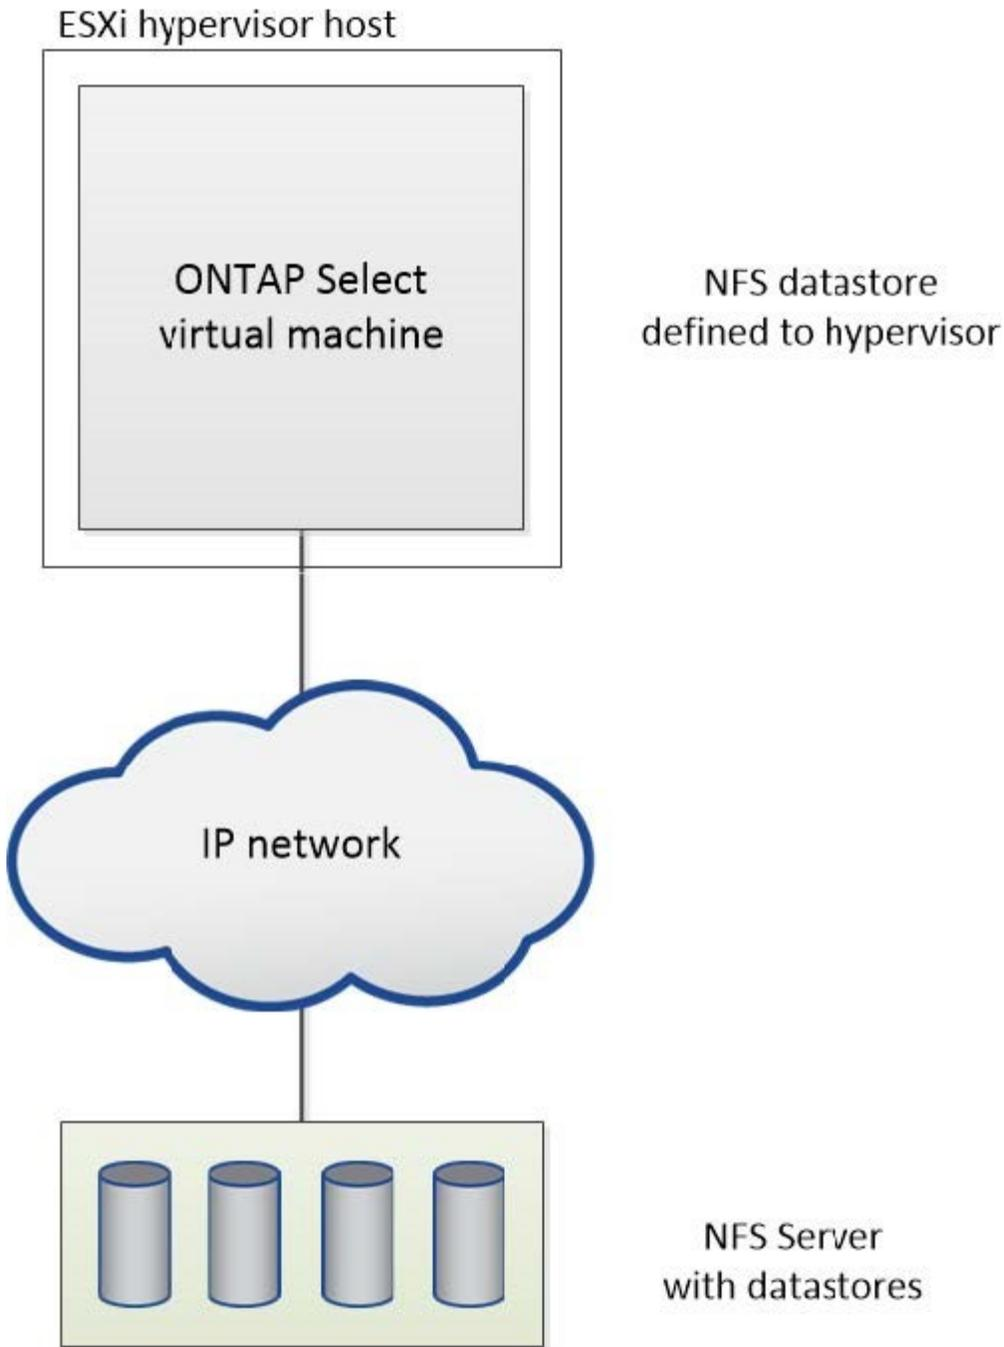 ESXi hypervisor host
ONTAP Select
virtual machine
NFS datastore
defined to hypervisor
IP network
NFS Server
with datastores